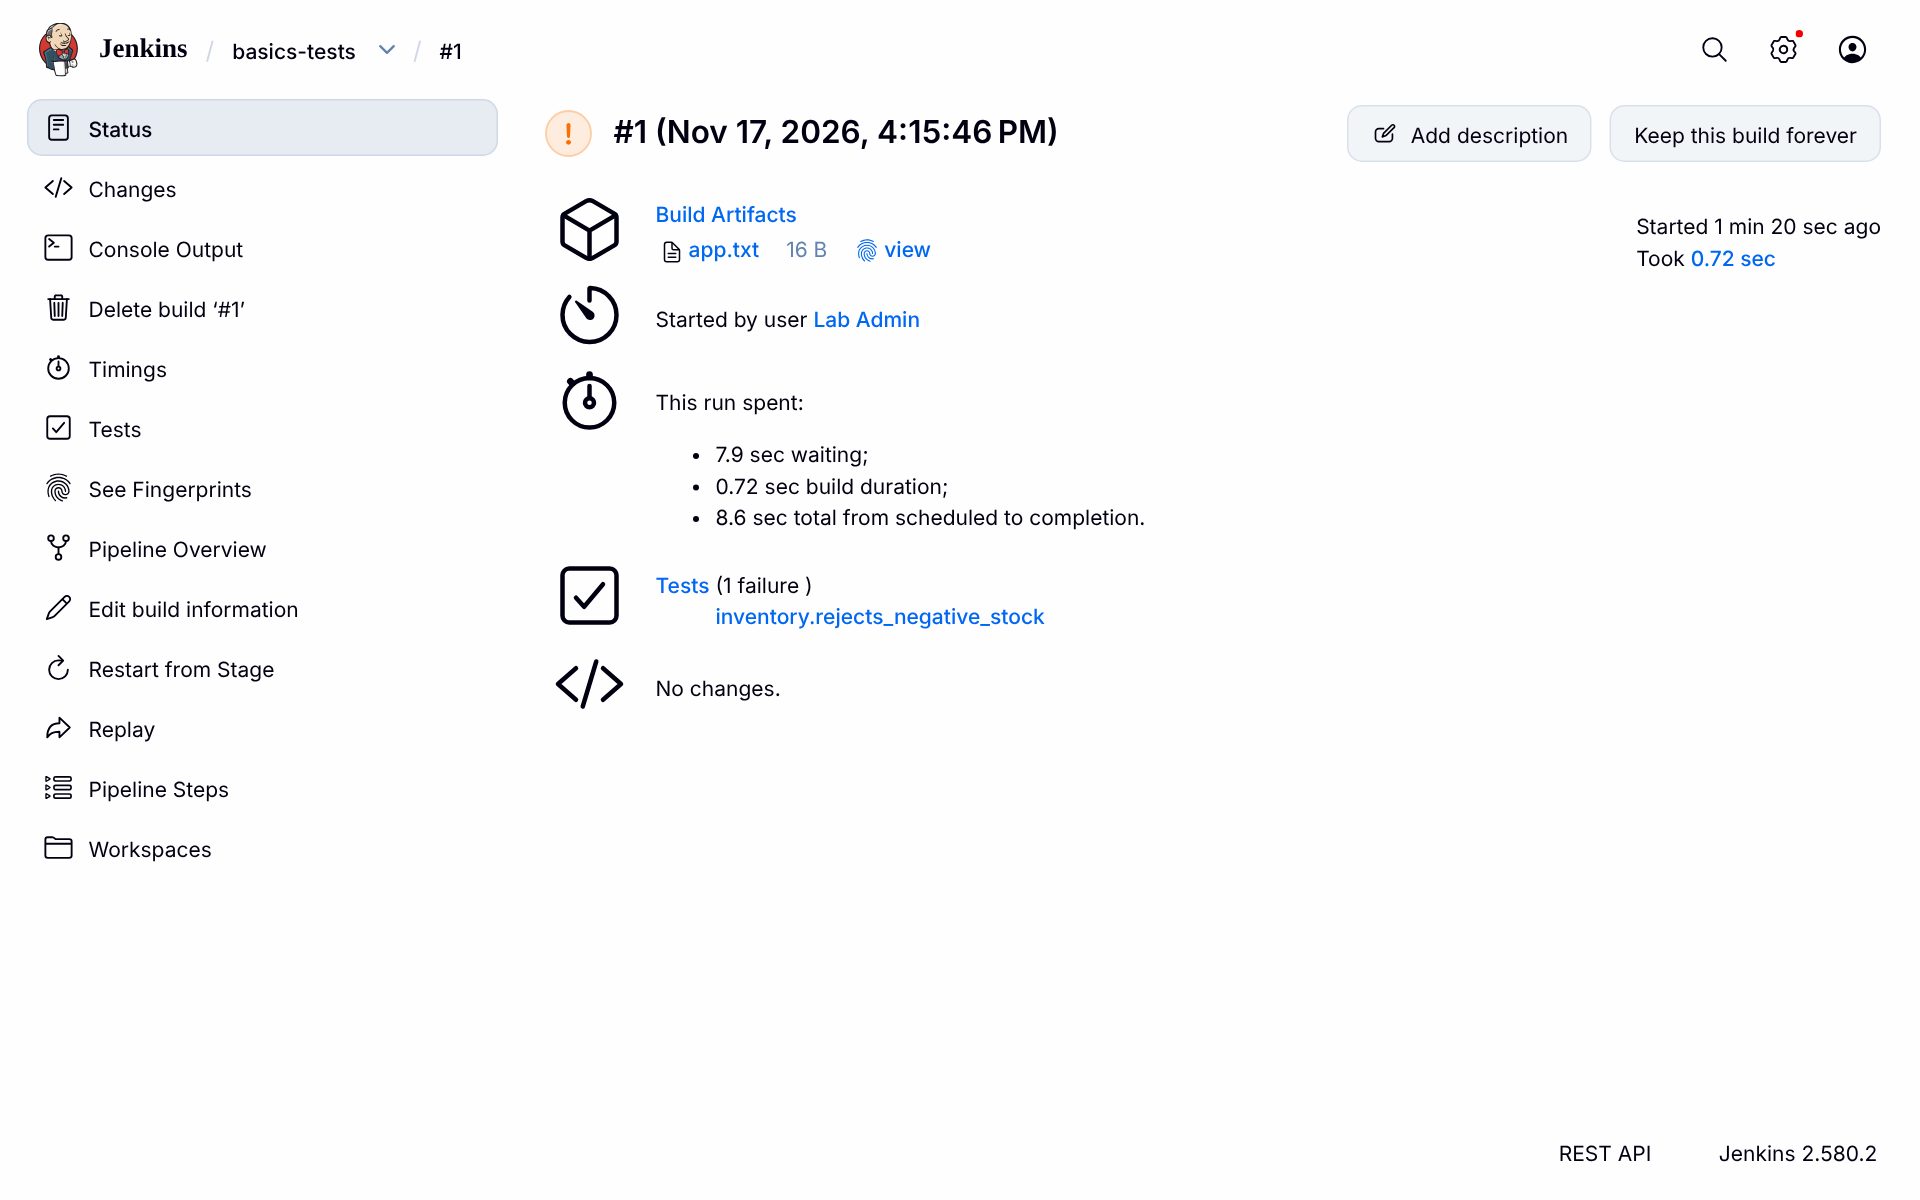 Jenkins / basics-tests / #1
Status
Changes
Console Output
Delete build ‘#1’
Timings
Tests
See Fingerprints
Pipeline Overview
Edit build information
Restart from Stage
Replay
Pipeline Steps
Workspaces
#1 (Nov 17, 2026, 4:15:46 PM)
Add description
Keep this build forever
Build Artifacts
app.txt 16 B view
Started 1 min 20 sec ago
Took 0.72 sec
Started by user Lab Admin
This run spent:
• 7.9 sec waiting;
• 0.72 sec build duration;
• 8.6 sec total from scheduled to completion.
Tests (1 failure )
inventory.rejects_negative_stock
No changes.
REST API
Jenkins 2.580.2